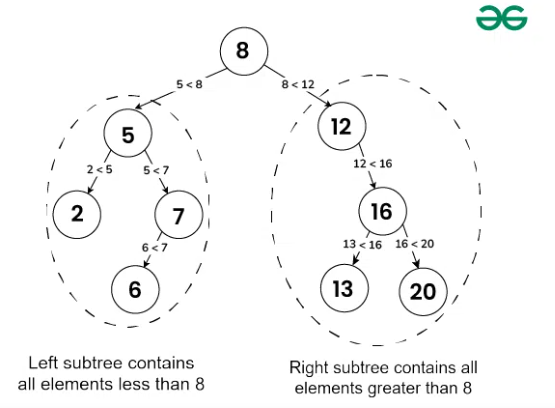 8
5 < 8
8 < 12
5
12
2 < 5
5 < 7
12 < 16
2
7
16
6 < 7
13 < 16
16 < 20
6
13
20
Left subtree contains
all elements less than 8
Right subtree contains all
elements greater than 8